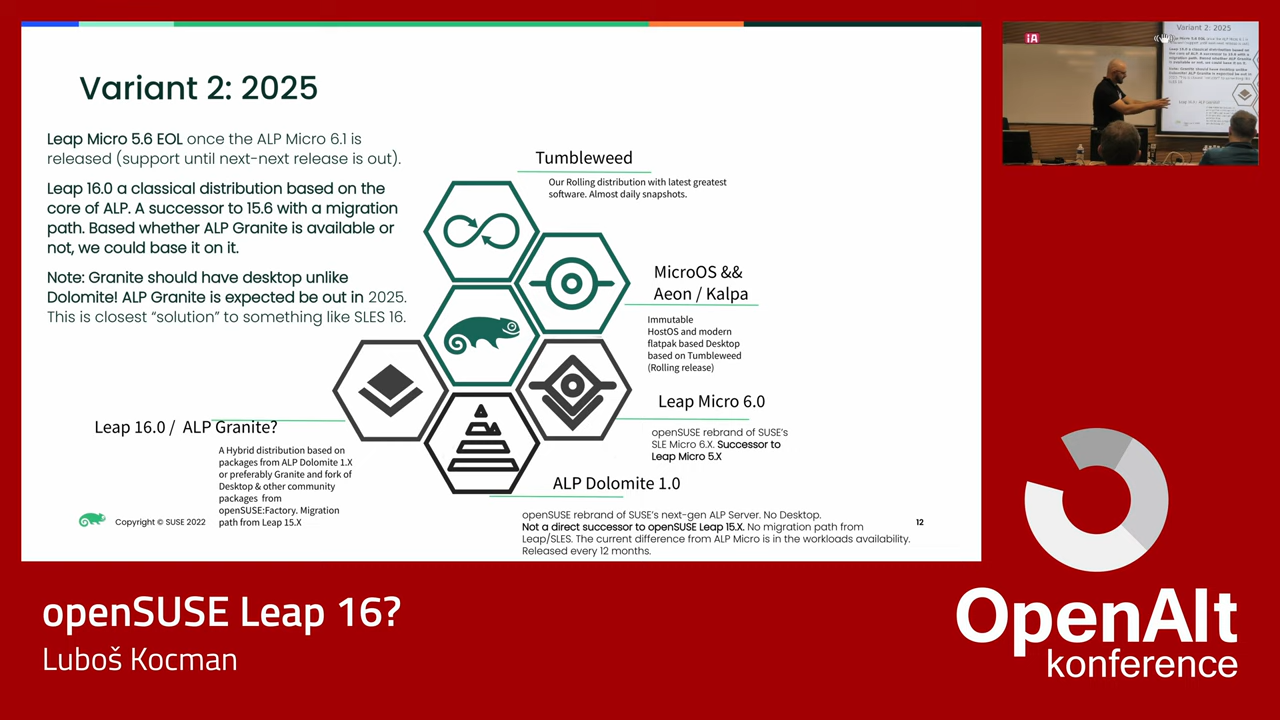 Variant 2: 2025
Leap Micro 5.6 EOL once the ALP Micro 6.1 is
released (support until next-next release is out).
Leap 16.0 a classical distribution based on the
core of ALP. A successor to 15.6 with a migration
path. Based whether ALP Granite is available or
not, we could base it on it.
Note: Granite should have desktop unlike
Dolomite! ALP Granite is expected be out in 2025.
This is closest “solution” to something like SLES 16.
Tumbleweed
Our Rolling distribution with latest greatest
software. Almost daily snapshots.
MicroOS &&
Aeon / Kalpa
Immutable
HostOS and modern
flatpak based Desktop
based on Tumbleweed
(Rolling release)
Leap Micro 6.0
openSUSE rebrand of SUSE's
SLE Micro 6.X. Successor to
Leap Micro 5.X
Leap 16.0 / ALP Granite?
A Hybrid distribution based on
packages from ALP Dolomite 1.X
or preferably Granite and fork of
Desktop & other community
packages from
openSUSE:Factory. Migration
path from Leap 15.X
ALP Dolomite 1.0
openSUSE rebrand of SUSE's next-gen ALP Server. No Desktop.
Not a direct successor to openSUSE Leap 15.X. No migration path from
Leap/SLES. The current difference from ALP Micro is in the workloads availability.
Released every 12 months.
Copyright © SUSE 2022
12
Variant 2: 2025
openSUSE Leap 16?
Luboš Kocman
OpenAlt
konference